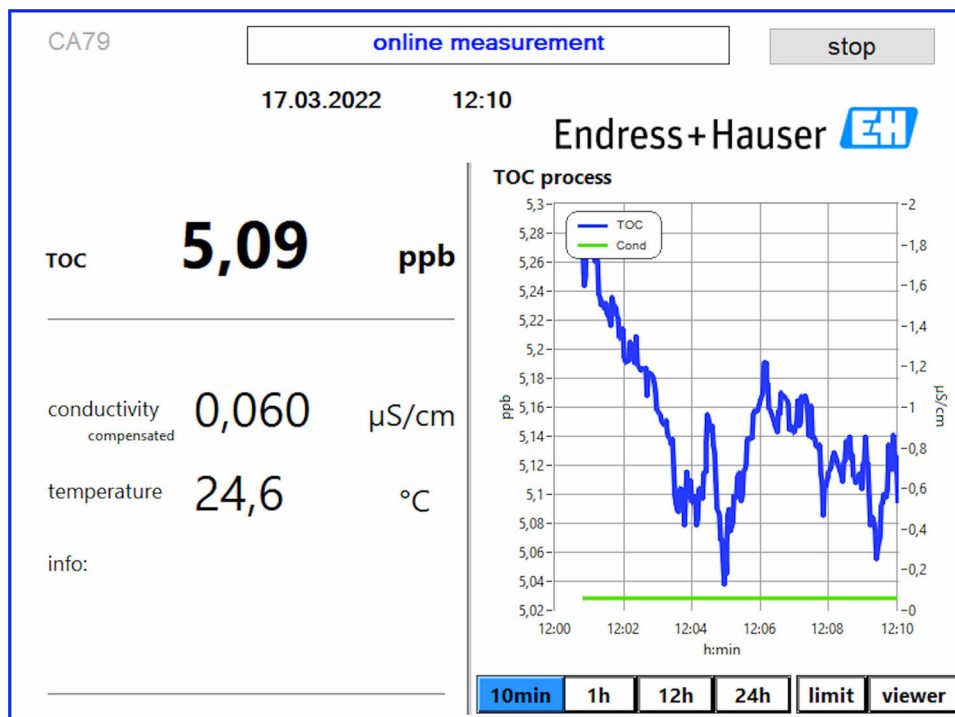 CA79
online measurement
stop
17.03.2022 12:10
Endress+Hauser EH
TOC 5,09 ppb
conductivity 0,060 µS/cm
compensated
temperature 24,6 °C
info:
TOC process
TOC
Cond
5,3
5,28
5,26
5,24
5,22
5,2
5,18
5,16
5,14
5,12
5,1
5,08
5,06
5,04
5,02
ppb
2
1,8
1,6
1,4
1,2
1
0,8
0,6
0,4
0,2
0
µS/cm
12:00 12:02 12:04 12:06 12:08 12:10
h:min
10min 1h 12h 24h limit viewer